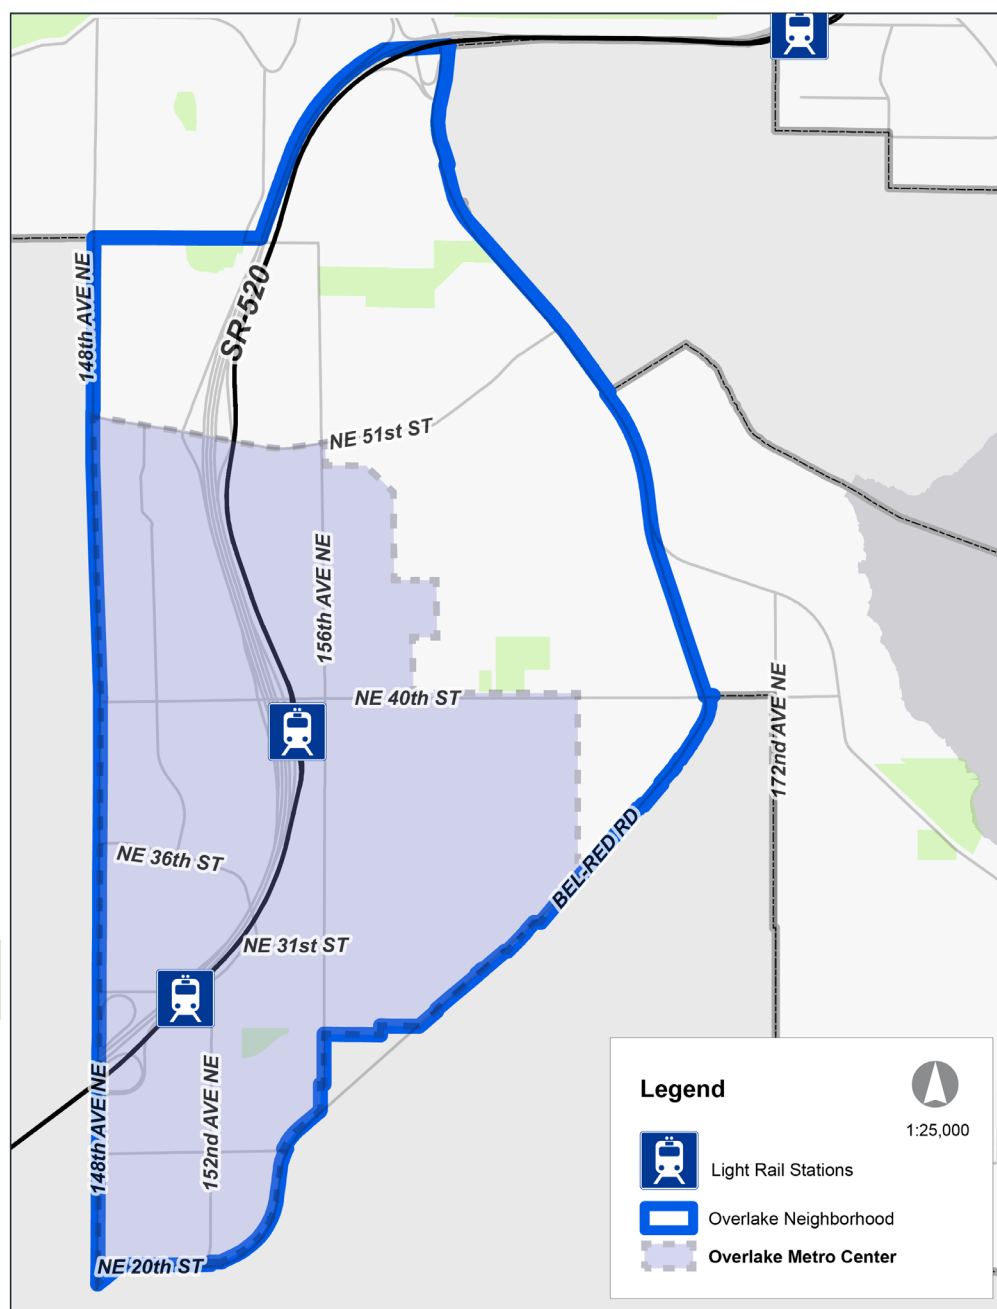 148th AVE NE
SR-520
NE 51st ST
156th AVE NE
NE 40th ST
172nd AVE NE
BEL-RED RD
NE 36th ST
NE 31st ST
148th AVE NE
152nd AVE NE
NE 20th ST
Legend
1:25,000
Light Rail Stations
Overlake Neighborhood
Overlake Metro Center